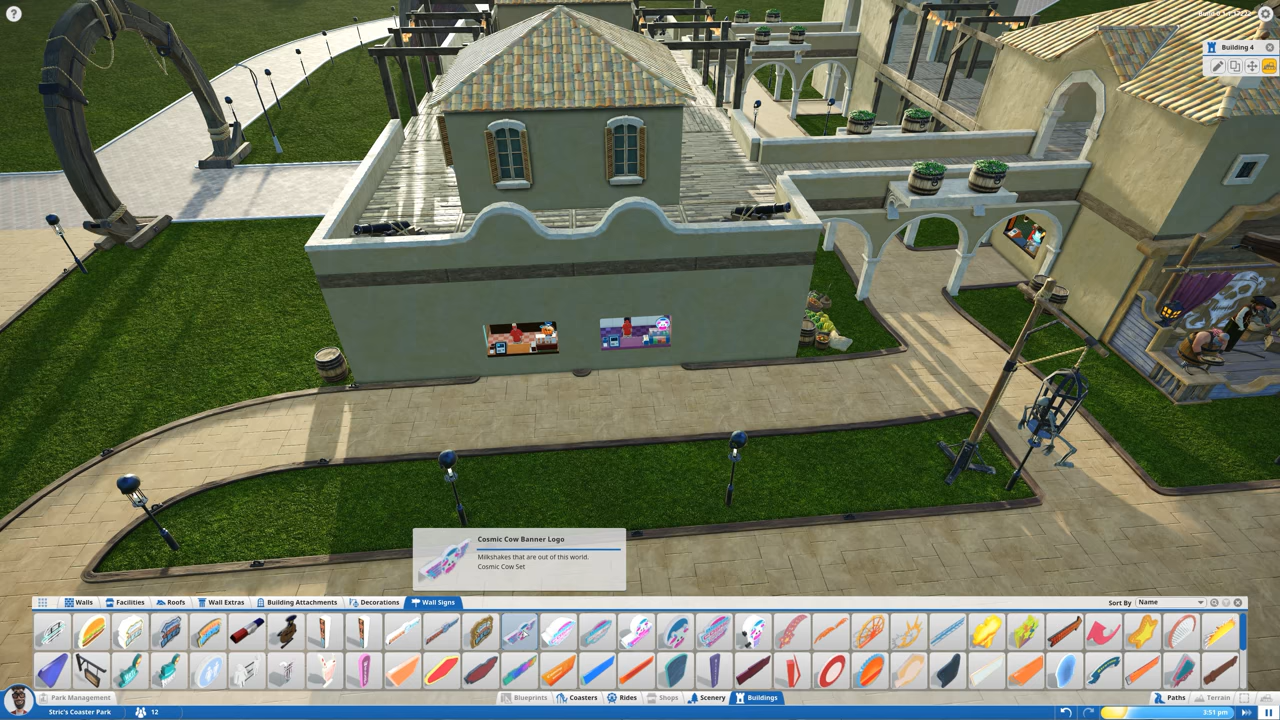 ?
Building 4
Cosmic Cow Banner Logo
Milkshakes that are out of this world.
Cosmic Cow Set
Walls
Facilities
Roofs
Wall Extras
Building Attachments
Decorations
Wall Signs
Sort By
Name
Park Management
Blueprints
Coasters
Rides
Shops
Scenery
Buildings
Paths
Terrain
Stric's Coaster Park
12
3:51 pm